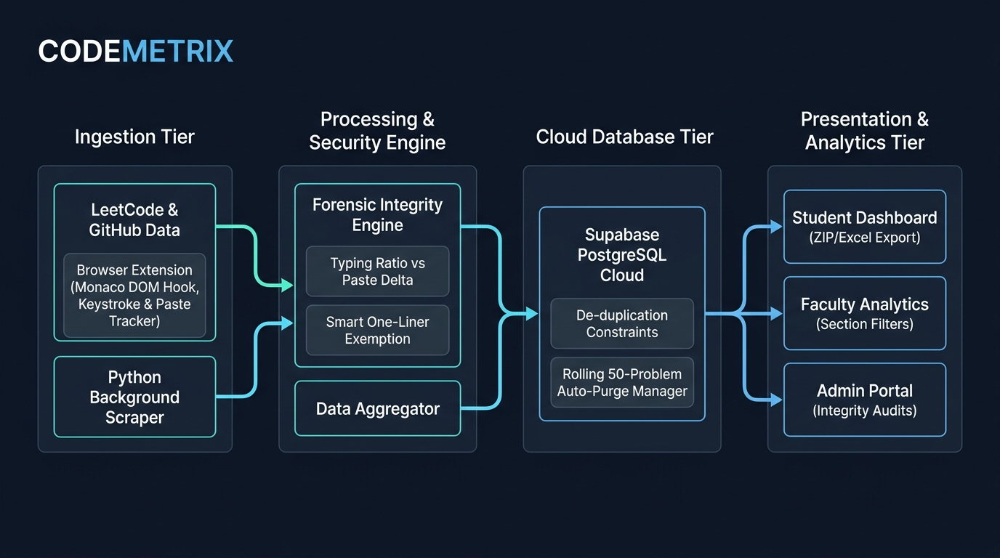 CODEMETRIX
Ingestion Tier
LeetCode &
GitHub Data
Browser Extension
(Monaco DOM Hook,
Keystroke & Paste
Tracker)
Python
Background
Scraper
Processing &
Security Engine
Forensic Integrity
Engine
Typing Ratio vs
Paste Delta
Smart One-Liner
Exemption
Data Aggregator
Cloud Database Tier
Supabase
PostgreSQL
Cloud
De-duplication
Constraints
Rolling 50-Problem
Auto-Purge Manager
Presentation &
Analytics Tier
Student Dashboard
(ZIP/Excel Export)
Faculty Analytics
(Section Filters)
Admin Portal
(Integrity Audits)